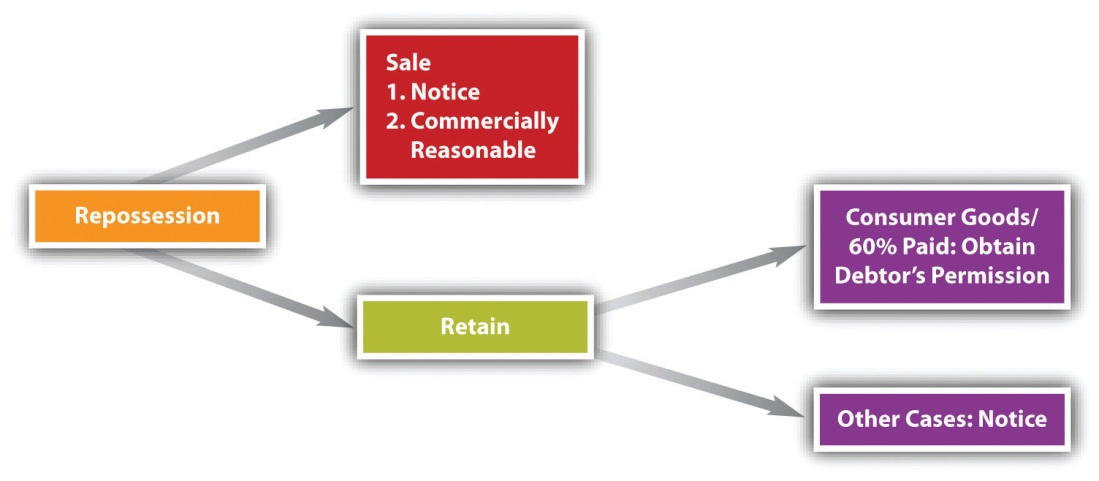 Sale
1. Notice
2. Commercially
Reasonable
Repossession
Consumer Goods/
60% Paid: Obtain
Debtor's Permission
Retain
Other Cases: Notice